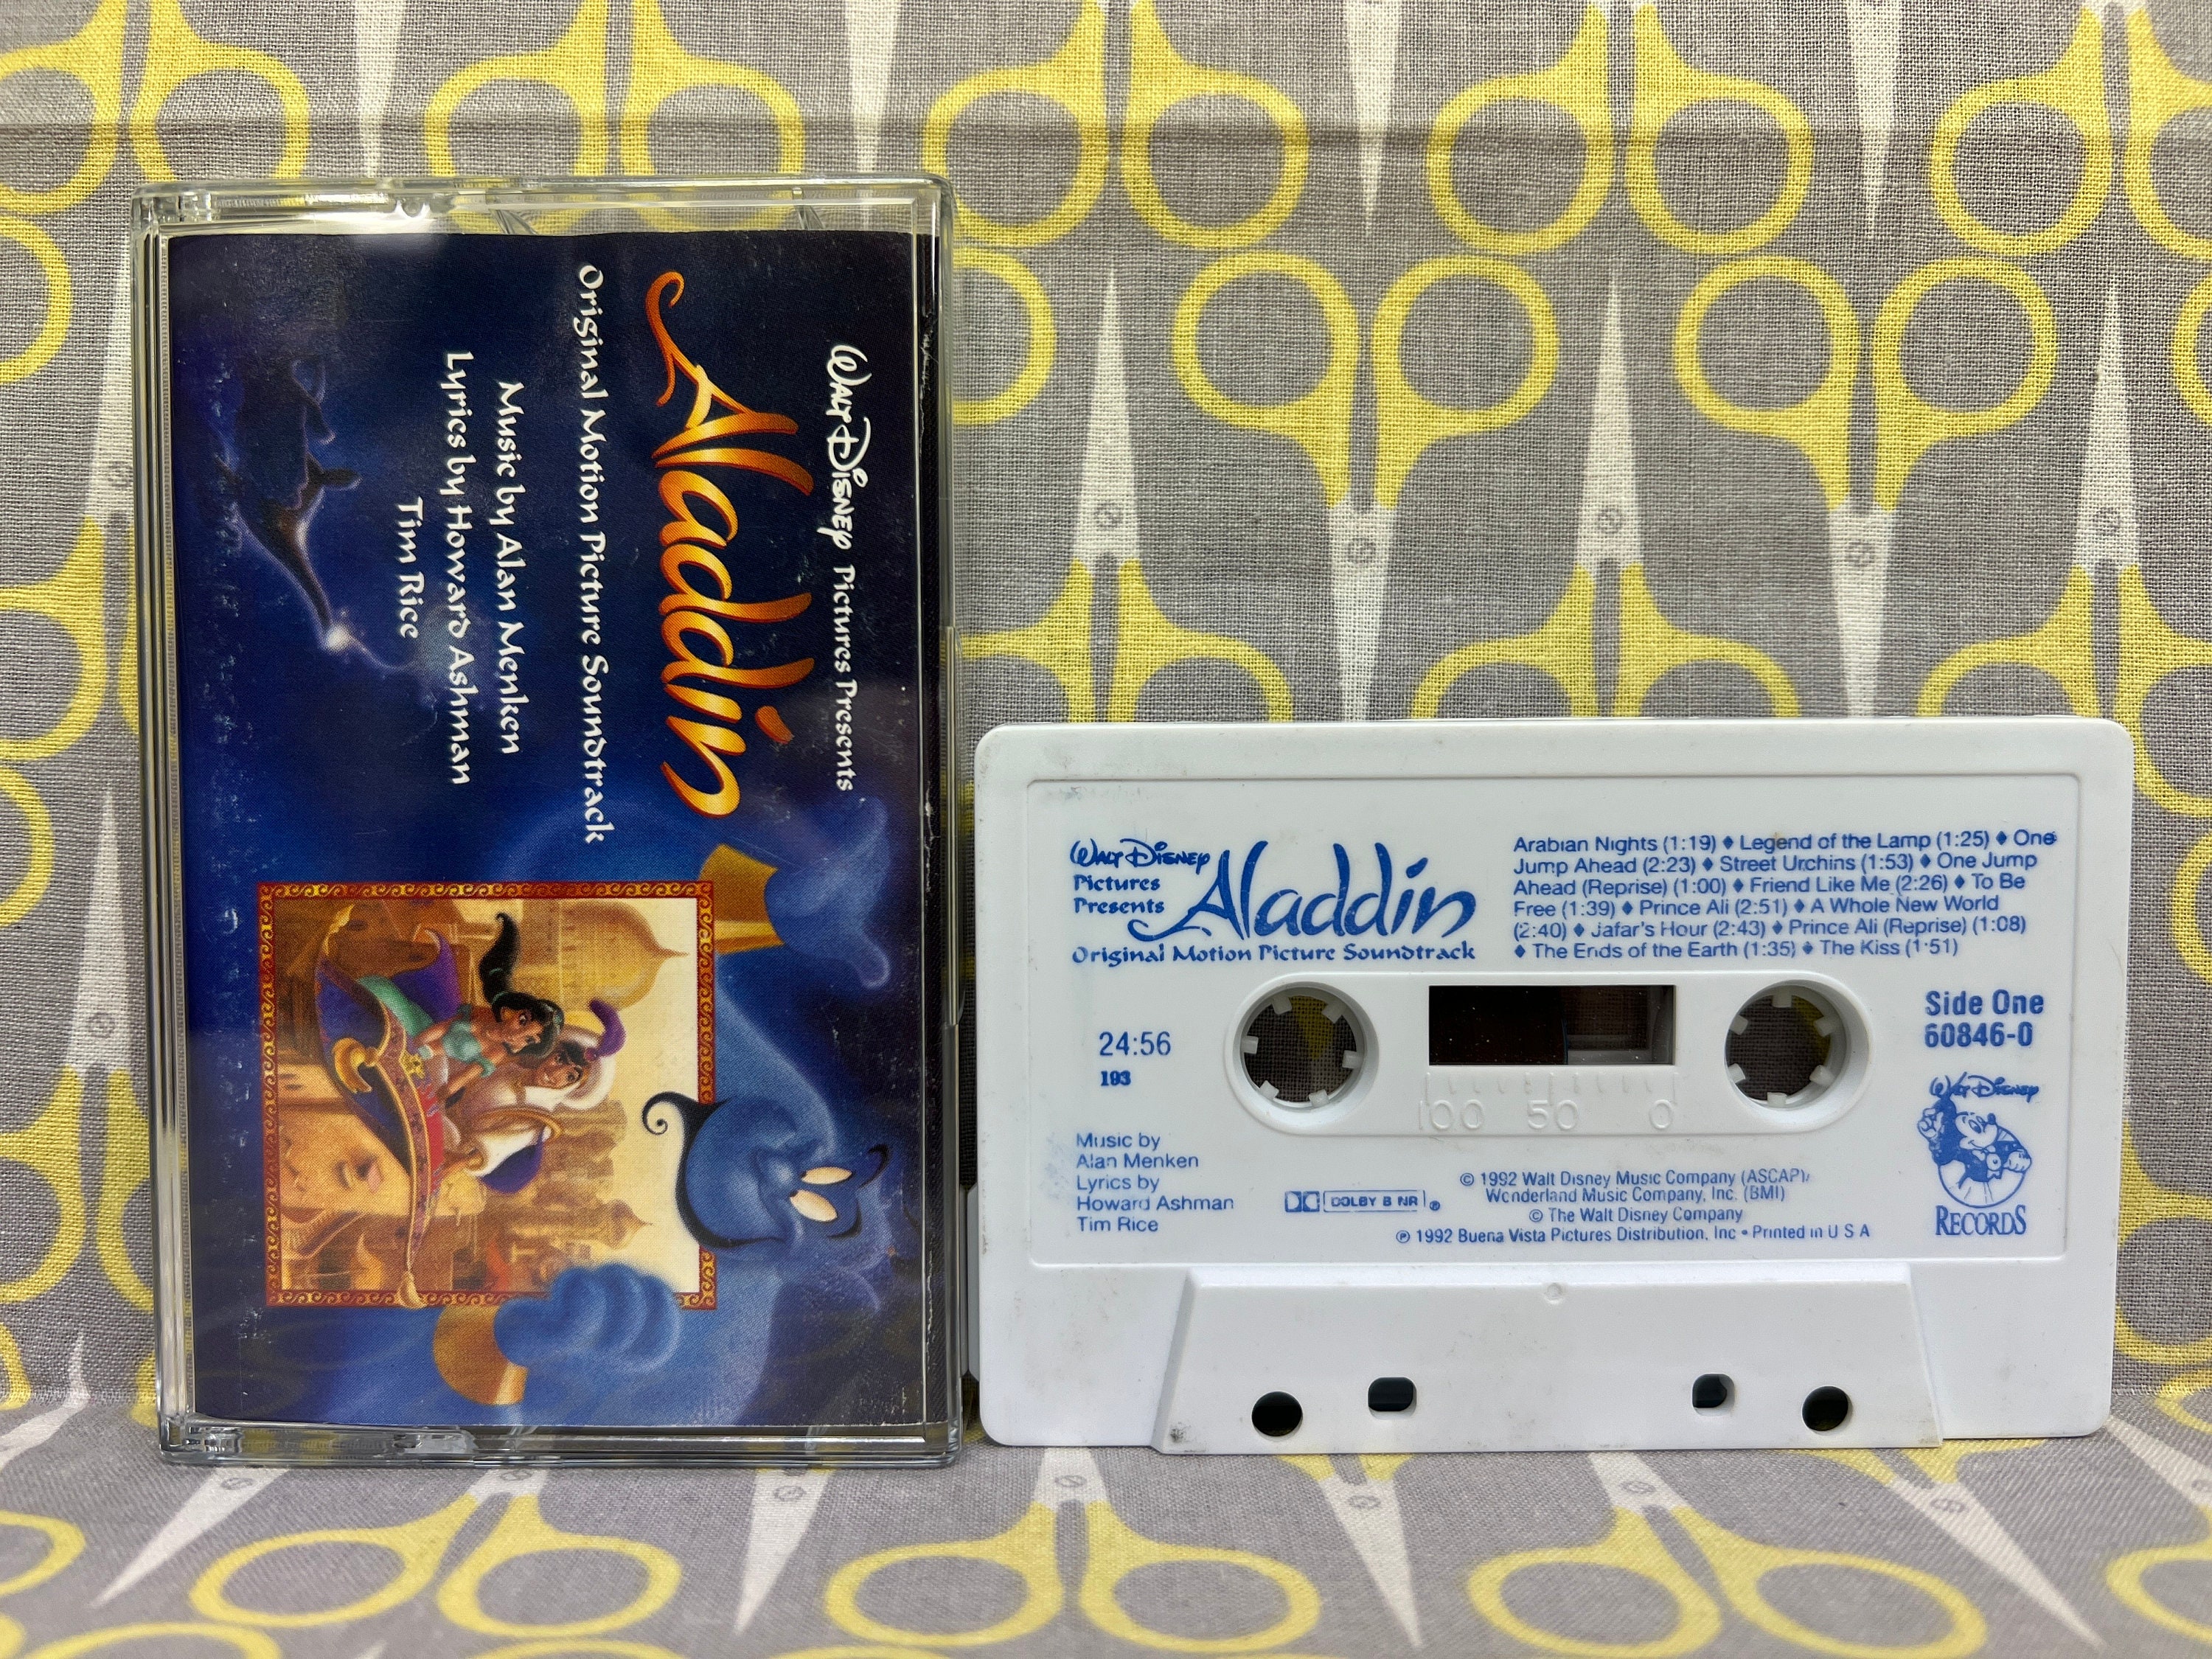 Walt Disney Pictures Presents
Aladdin
Original Motion Picture Soundtrack
Music by Alan Menken
Lyrics by Howard Ashman
Tim Rice
Walt Disney
Pictures
Presents
Aladdin
Original Motion Picture Soundtrack
Arabian Nights (1:19) ♦ Legend of the Lamp (1:25) ♦ One
Jump Ahead (2:23) ♦ Street Urchins (1:53) ♦ One Jump
Ahead (Reprise) (1:00) ♦ Friend Like Me (2:26) ♦ To Be
Free (1:39) ♦ Prince Ali (2:51) ♦ A Whole New World
(2:40) ♦ Jafar's Hour (2:43) ♦ Prince Ali (Reprise) (1:08)
♦ The Ends of the Earth (1:35) ♦ The Kiss (1:51)
24:56
193
100 50 0
Side One
60846-0
Music by
Alan Menken
Lyrics by
Howard Ashman
Tim Rice
DOLBY B NR ®
© 1992 Walt Disney Music Company (ASCAP)/
Wonderland Music Company, Inc. (BMI)
© The Walt Disney Company
℗ 1992 Buena Vista Pictures Distribution, Inc • Printed in U S A
Walt Disney
RECORDS